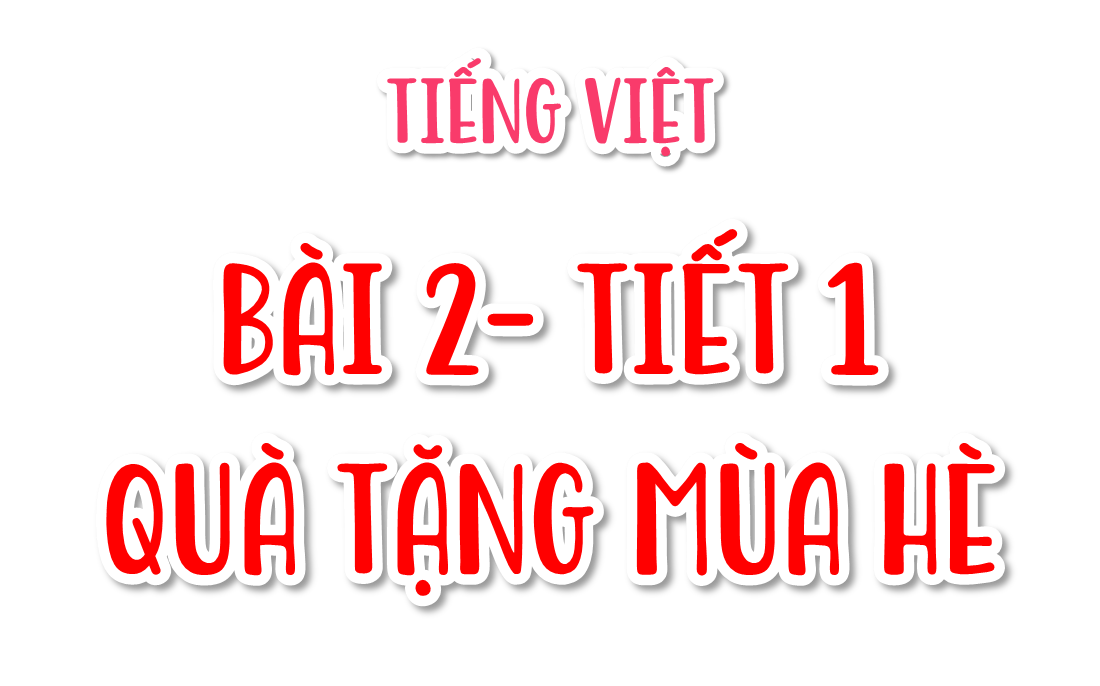 TIẾNG VIỆT
BÀI 2- TIẾT 1
QUÀ TẶNG MÙA HÈ